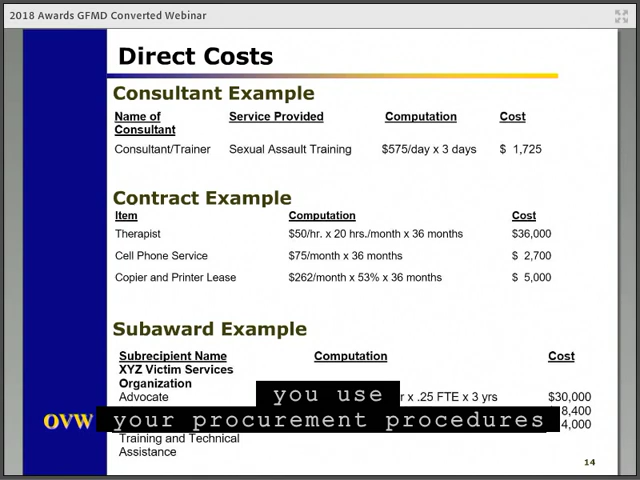 2018 Awards GFMD Converted Webinar
Direct Costs
Consultant Example
Name of Consultant Service Provided Computation Cost
Consultant/Trainer Sexual Assault Training $575/day x 3 days $ 1,725
Contract Example
Item Computation Cost
Therapist $50/hr. x 20 hrs./month x 36 months $36,000
Cell Phone Service $75/month x 36 months $ 2,700
Copier and Printer Lease $262/month x 53% x 36 months $ 5,000
Subaward Example
Subrecipient Name Computation Cost
XYZ Victim Services
Organization
Advocate r x .25 FTE x 3 yrs $30,000
you use
8,400
OVW your procurement procedures 4,000
Training and Technical
Assistance
14